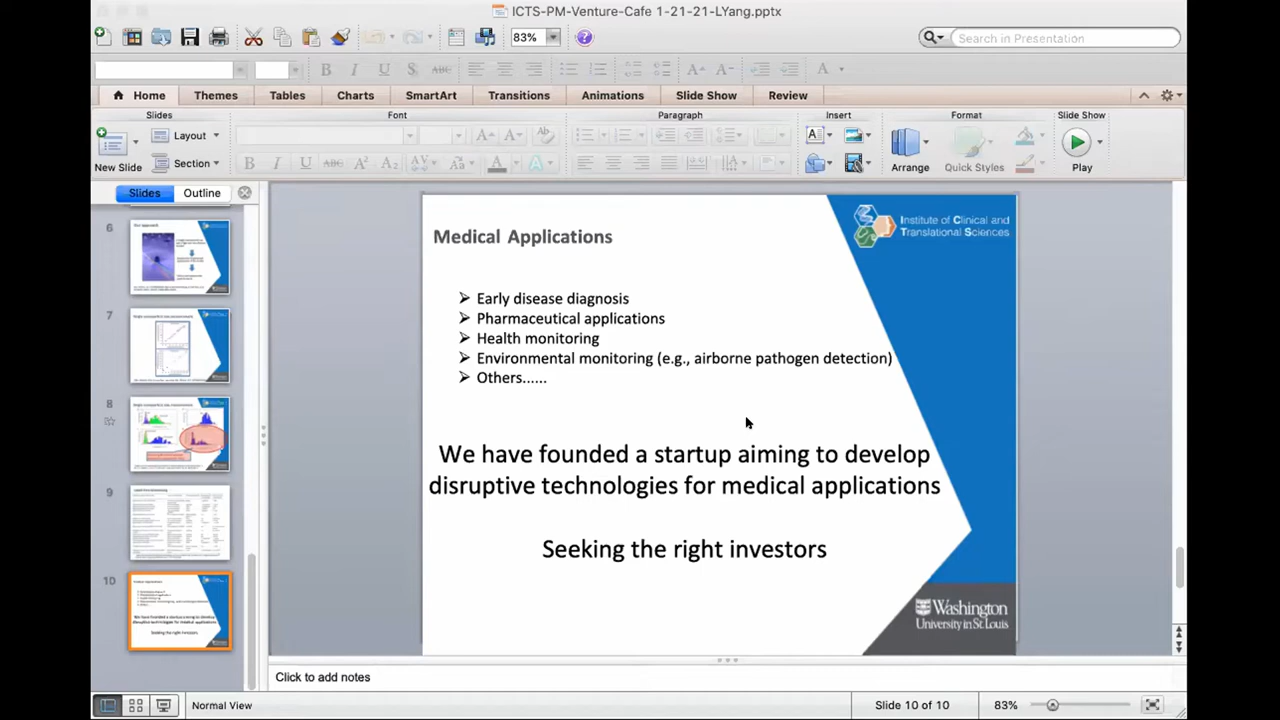 ICTS-PM-Venture-Cafe 1-21-21-LYang.pptx
83%
Search in Presentation
Home
Themes
Tables
Charts
SmartArt
Transitions
Animations
Slide Show
Review
Slides
Font
Paragraph
Insert
Format
Slide Show
New Slide
Layout
Section
B I U ABC A² A₂
Arrange
Quick Styles
Play
Slides
Outline
6
7
8
9
10
Medical Applications
Institute of Clinical and
Translational Sciences
➢ Early disease diagnosis
➢ Pharmaceutical applications
➢ Health monitoring
➢ Environmental monitoring (e.g., airborne pathogen detection)
➢ Others......
We have founded a startup aiming to develop
disruptive technologies for medical applications
Seeking the right investors
Washington
University in St.Louis
Click to add notes
Normal View
Slide 10 of 10
83%